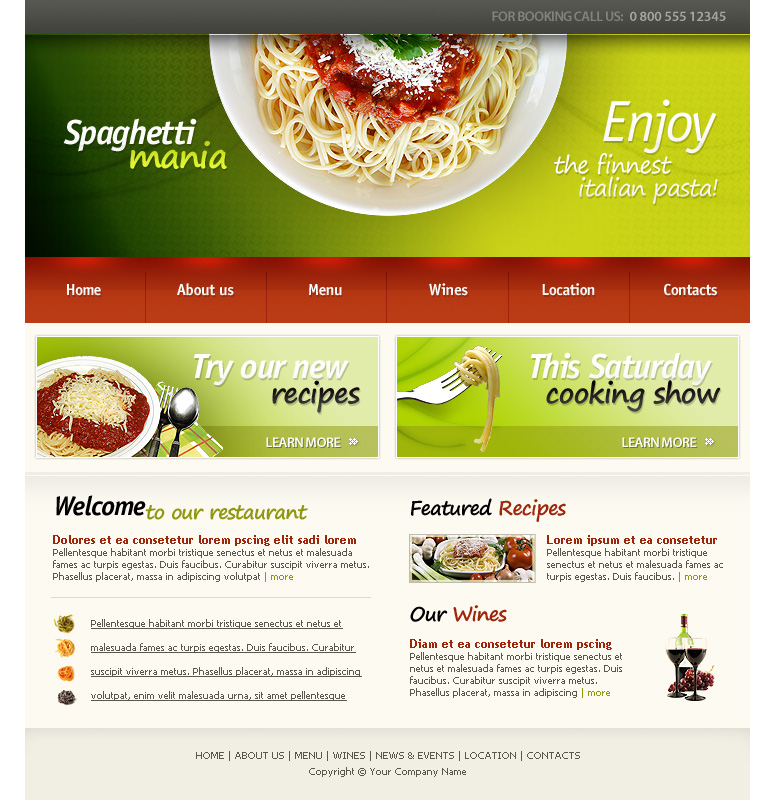 FOR BOOKING CALL US: 0 800 555 12345
Spaghetti
mania
Enjoy
the finnest
italian pasta!
Home About us Menu Wines Location Contacts
Try our new
recipes
LEARN MORE
This Saturday
cooking show
LEARN MORE
Welcome to our restaurant
Dolores et ea consetetur lorem pscing elit sadi lorem
Pellentesque habitant morbi tristique senectus et netus et malesuada
fames ac turpis egestas. Duis faucibus. Curabitur suscipit viverra metus.
Phasellus placerat, massa in adipiscing volutpat | more
Pellentesque habitant morbi tristique senectus et netus et
malesuada fames ac turpis egestas. Duis faucibus. Curabitur
suscipit viverra metus. Phasellus placerat, massa in adipiscing
volutpat, enim velit malesuada urna, sit amet pellentesque
Featured Recipes
Lorem ipsum et ea consetetur
Pellentesque habitant morbi tristique
senectus et netus et malesuada fames ac
turpis egestas. Duis faucibus. | more
Our Wines
Diam et ea consetetur lorem pscing
Pellentesque habitant morbi tristique senectus et
netus et malesuada fames ac turpis egestas. Duis
faucibus. Curabitur suscipit viverra metus.
Phasellus placerat, massa in adipiscing | more
HOME | ABOUT US | MENU | WINES | NEWS & EVENTS | LOCATION | CONTACTS
Copyright © Your Company Name